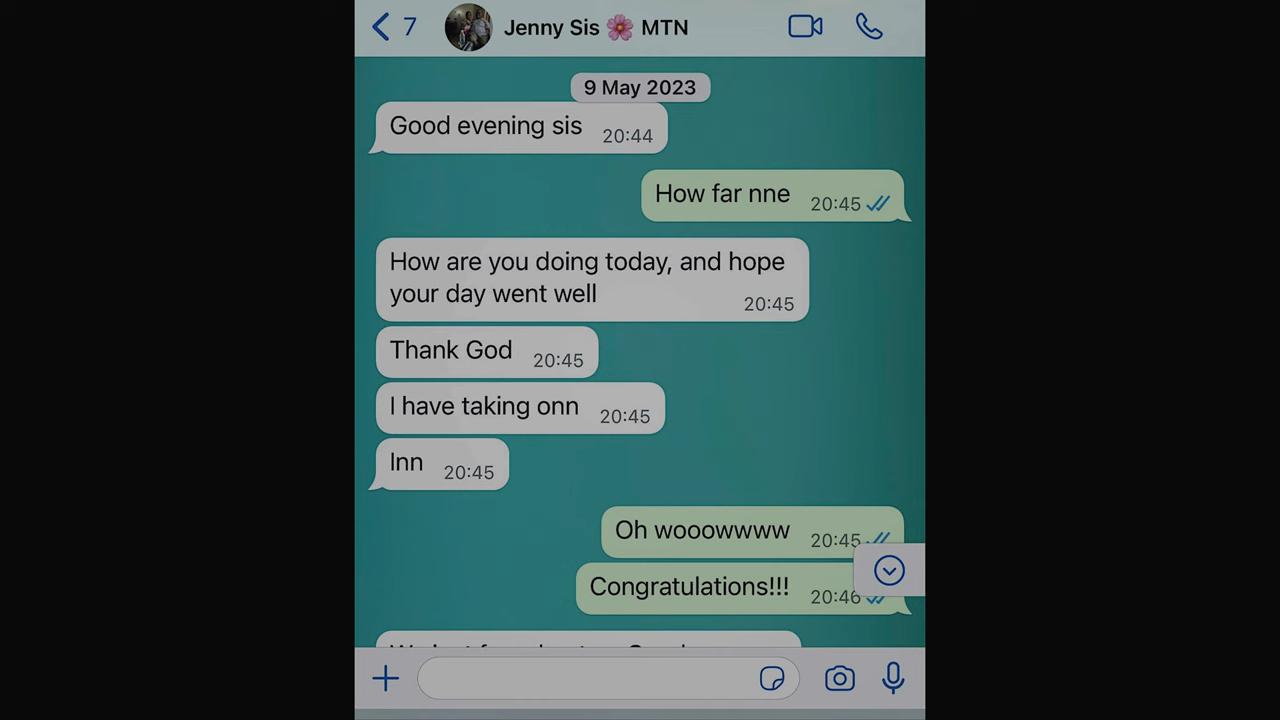 7 Jenny Sis 🌸 MTN
9 May 2023
Good evening sis 20:44
How far nne 20:45
How are you doing today, and hope
your day went well 20:45
Thank God 20:45
I have taking onn 20:45
Inn 20:45
Oh wooowwww 20:45
Congratulations!!! 20:46